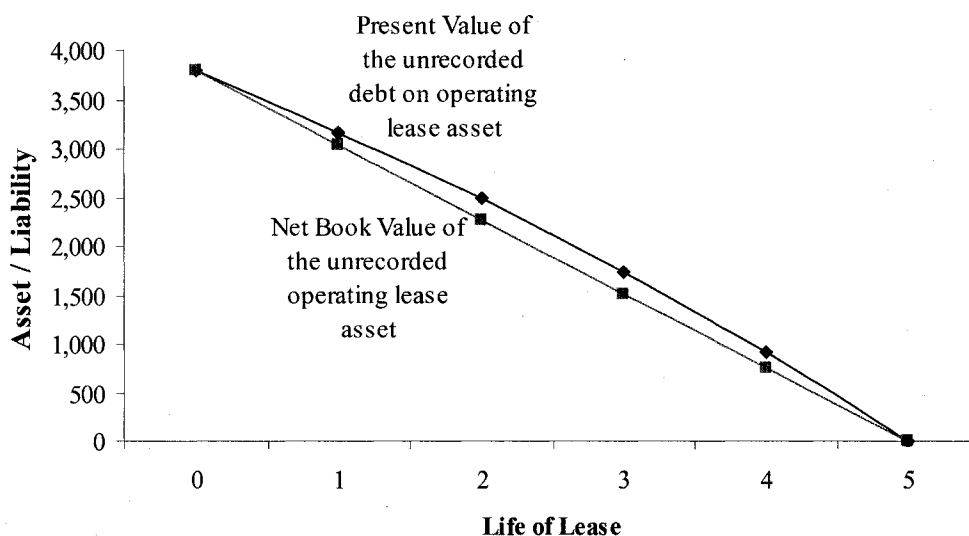 Present Value of
the unrecorded
debt on operating
lease asset
4,000
3,500
3,000
2,500
2,000
1,500
1,000
500
0
Asset / Liability
Net Book Value of
the unrecorded
operating lease
asset
0 1 2 3 4 5
Life of Lease